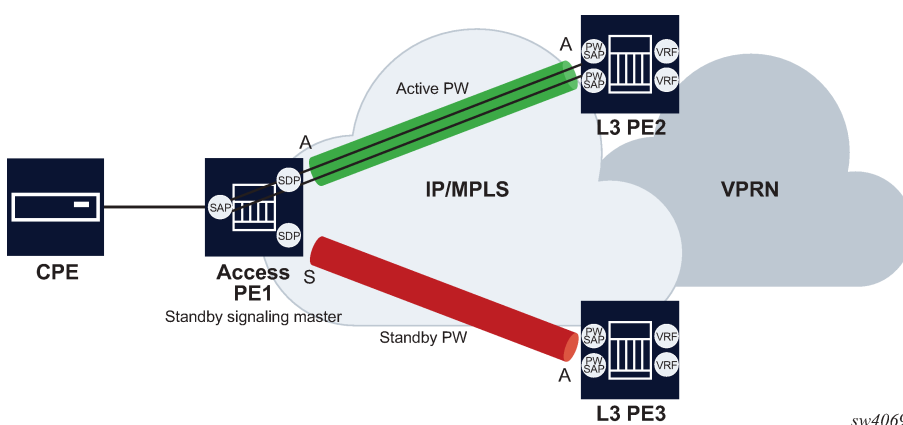 A
PW
SAP
VRF
PW
SAP
VRF
Active PW
L3 PE2
A
SDP
IP/MPLS
VPRN
SAP
SDP
CPE
Access
PE1
S
Standby signaling master
Standby PW
PW
SAP
VRF
PW
SAP
VRF
A
L3 PE3
sw4069